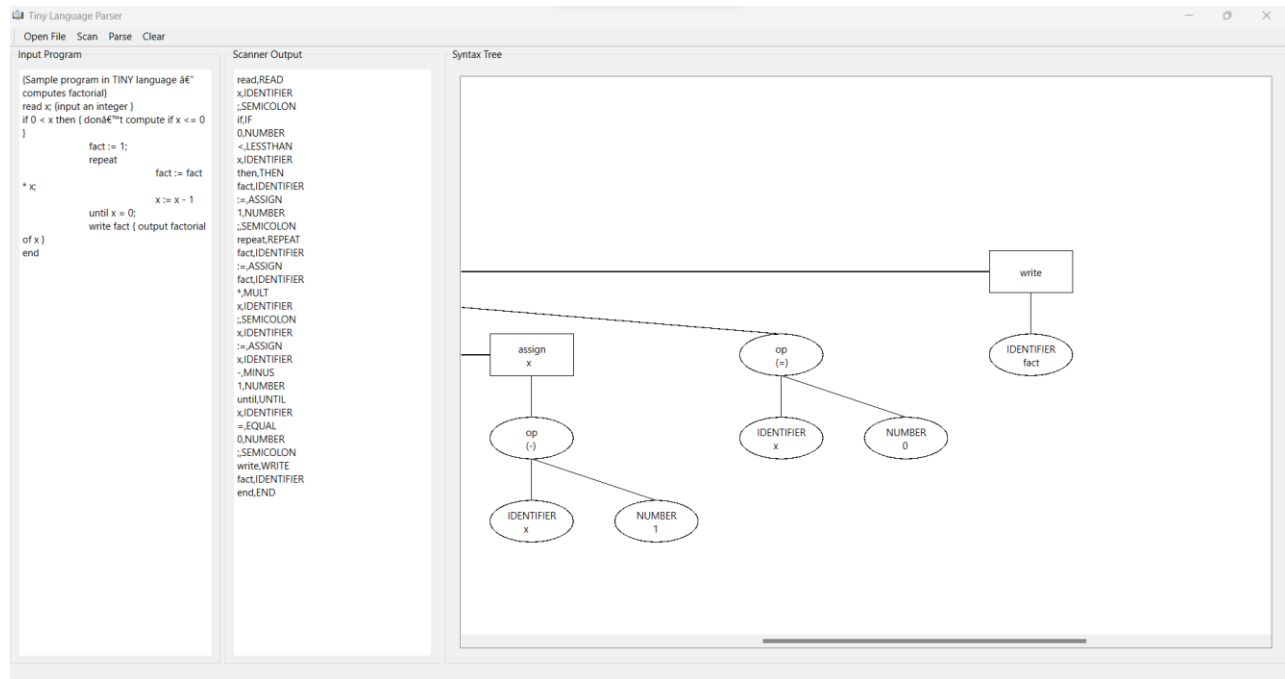 Tiny Language Parser
Open File Scan Parse Clear
Input Program
{Sample program in TINY language â€“
computes factorial}
read x; {input an integer }
if 0 < x then { donâ€™t compute if x <= 0
}
fact := 1;
repeat
fact := fact
* x;
x := x - 1
until x = 0;
write fact { output factorial
of x }
end
Scanner Output
read,READ
x,IDENTIFIER
;,SEMICOLON
if,IF
0,NUMBER
<,LESSTHAN
x,IDENTIFIER
then,THEN
fact,IDENTIFIER
:=,ASSIGN
1,NUMBER
;,SEMICOLON
repeat,REPEAT
fact,IDENTIFIER
:=,ASSIGN
fact,IDENTIFIER
*,MULT
x,IDENTIFIER
;,SEMICOLON
x,IDENTIFIER
:=,ASSIGN
x,IDENTIFIER
-,MINUS
1,NUMBER
until,UNTIL
x,IDENTIFIER
=,EQUAL
0,NUMBER
;,SEMICOLON
write,WRITE
fact,IDENTIFIER
end,END
Syntax Tree
write
assign
x
op
(=)
IDENTIFIER
fact
op
(-)
IDENTIFIER
x
NUMBER
0
IDENTIFIER
x
NUMBER
1